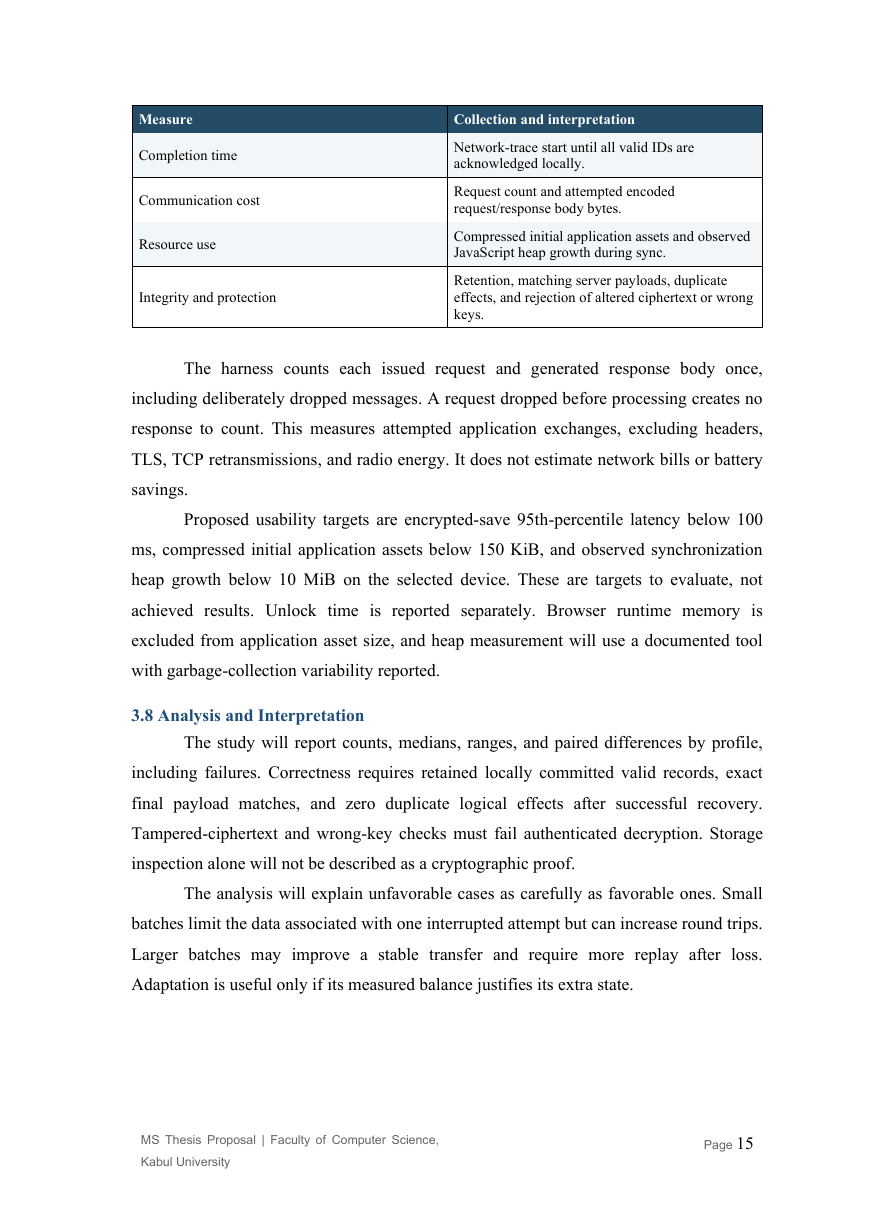 Measure
Collection and interpretation
Completion time
Network-trace start until all valid IDs are
acknowledged locally.
Communication cost
Request count and attempted encoded
request/response body bytes.
Resource use
Compressed initial application assets and observed
JavaScript heap growth during sync.
Integrity and protection
Retention, matching server payloads, duplicate
effects, and rejection of altered ciphertext or wrong
keys.
The harness counts each issued request and generated response body once,
including deliberately dropped messages. A request dropped before processing creates no
response to count. This measures attempted application exchanges, excluding headers,
TLS, TCP retransmissions, and radio energy. It does not estimate network bills or battery
savings.
Proposed usability targets are encrypted-save 95th-percentile latency below 100
ms, compressed initial application assets below 150 KiB, and observed synchronization
heap growth below 10 MiB on the selected device. These are targets to evaluate, not
achieved results. Unlock time is reported separately. Browser runtime memory is
excluded from application asset size, and heap measurement will use a documented tool
with garbage-collection variability reported.
3.8 Analysis and Interpretation
The study will report counts, medians, ranges, and paired differences by profile,
including failures. Correctness requires retained locally committed valid records, exact
final payload matches, and zero duplicate logical effects after successful recovery.
Tampered-ciphertext and wrong-key checks must fail authenticated decryption. Storage
inspection alone will not be described as a cryptographic proof.
The analysis will explain unfavorable cases as carefully as favorable ones. Small
batches limit the data associated with one interrupted attempt but can increase round trips.
Larger batches may improve a stable transfer and require more replay after loss.
Adaptation is useful only if its measured balance justifies its extra state.
MS Thesis Proposal | Faculty of Computer Science,
Kabul University
Page 15